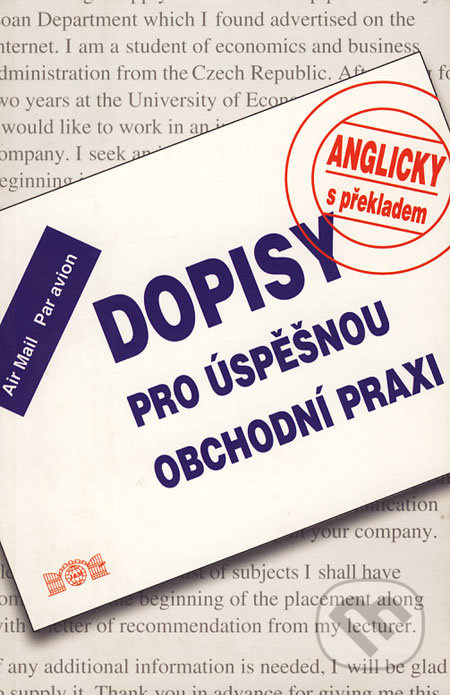 Loan Department which I found advertised on the
internet. I am a student of economics and business
administration from the Czech Republic. After
two years at the University of
would like to work in an
company. I seek
beginning
ANGLICKY
s překladem
Air Mail Par avion
DOPISY
PRO ÚSPĚŠNOU
OBCHODNÍ PRAXI
your company.
JAM
of subjects I shall have
beginning of the placement along
with letter of recommendation from my lecturer.
f any additional information is needed, I will be glad
to supply it. Thank you in advance for giving me this
m